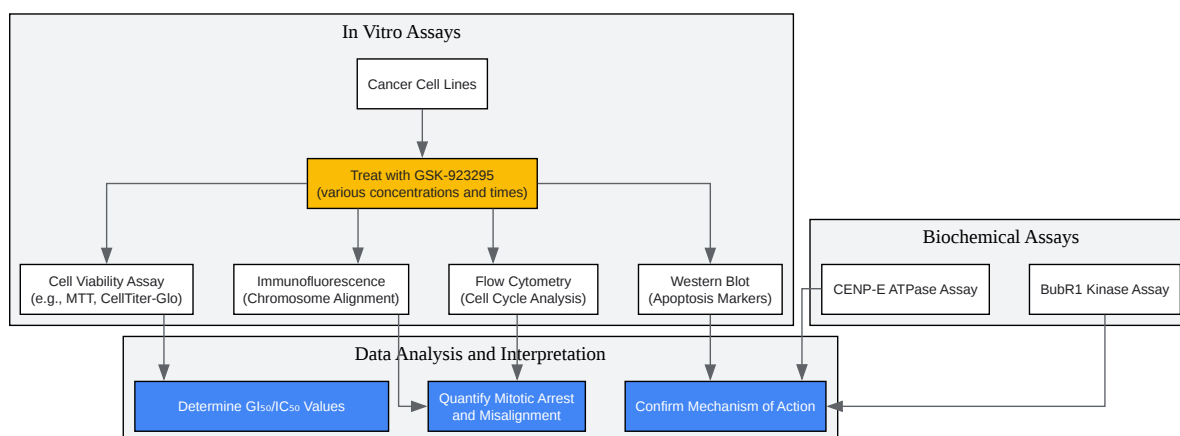 In Vitro Assays
Cancer Cell Lines
Treat with GSK-923295
(various concentrations and times)
Cell Viability Assay
(e.g., MTT, CellTiter-Glo)
Immunofluorescence
(Chromosome Alignment)
Flow Cytometry
(Cell Cycle Analysis)
Western Blot
(Apoptosis Markers)
Biochemical Assays
CENP-E ATPase Assay
BubR1 Kinase Assay
Data Analysis and Interpretation
Determine GI₅₀/IC₅₀ Values
Quantify Mitotic Arrest
and Misalignment
Confirm Mechanism of Action